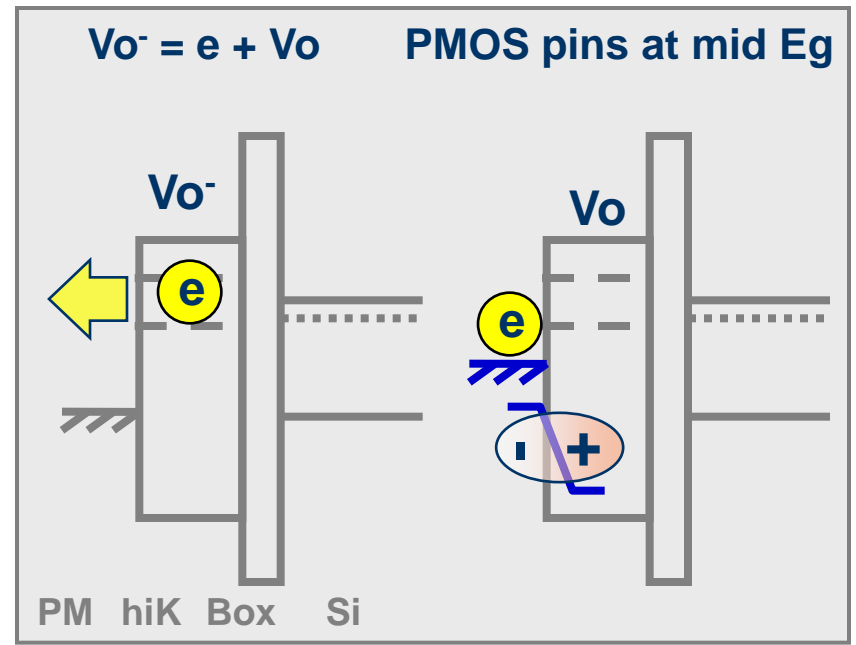 Vo⁻ = e + Vo
PMOS pins at mid Eg
Vo⁻
Vo
e
e
- +
PM hiK Box Si